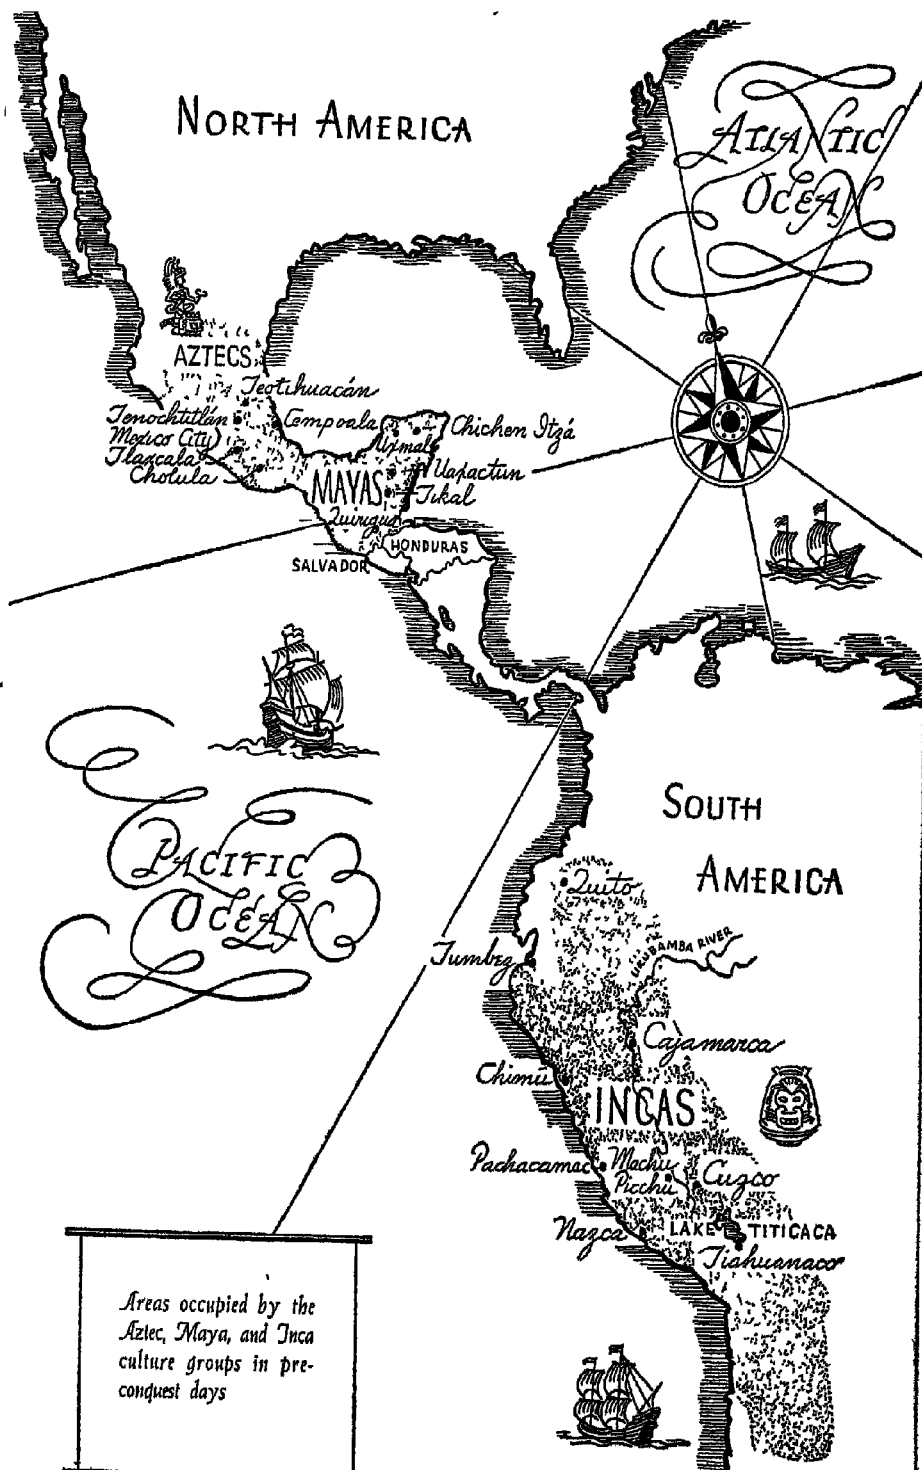 NORTH AMERICA
ATLANTIC
OCEAN
AZTECS
Teotihuacán
Tenochtitlán
Mexico City)
Tlaxcala
Cholula
Cempoala
Uxmal
Chichen Itzá
Uaxactun
Tikal
MAYAS
Quirigua
HONDURAS
SALVADOR
PACIFIC
OCEAN
SOUTH
AMERICA
Quito
Tumbez
URUBAMBA RIVER
Cajamarca
Chimú
INCAS
Pachacamac
Machu
Picchu
Cuzco
Nazca
LAKE TITICACA
Tiahuanaco
Areas occupied by the
Aztec, Maya, and Inca
culture groups in pre-
conquest days